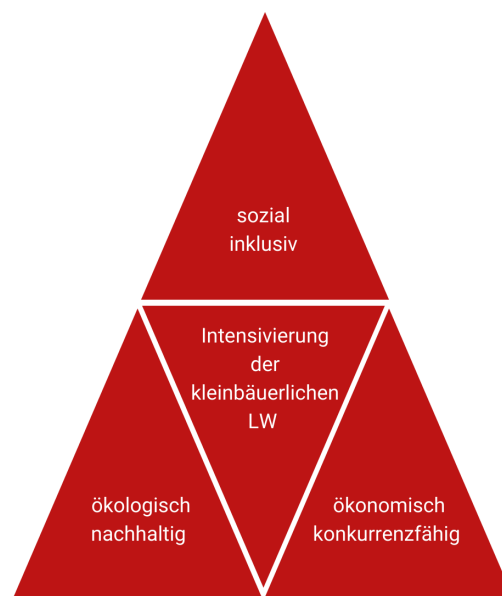 sozial
inklusiv
Intensivierung
der
kleinbäuerlichen
LW
ökologisch
nachhaltig
ökonomisch
konkurrenzfähig